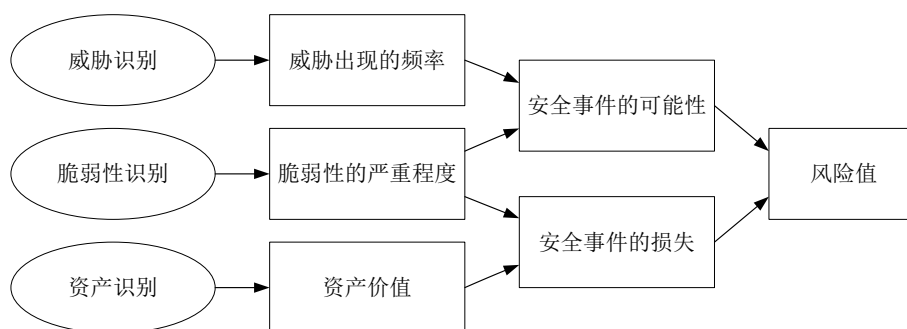 威胁识别
威胁出现的频率
安全事件的可能性
脆弱性识别
脆弱性的严重程度
风险值
安全事件的损失
资产识别
资产价值